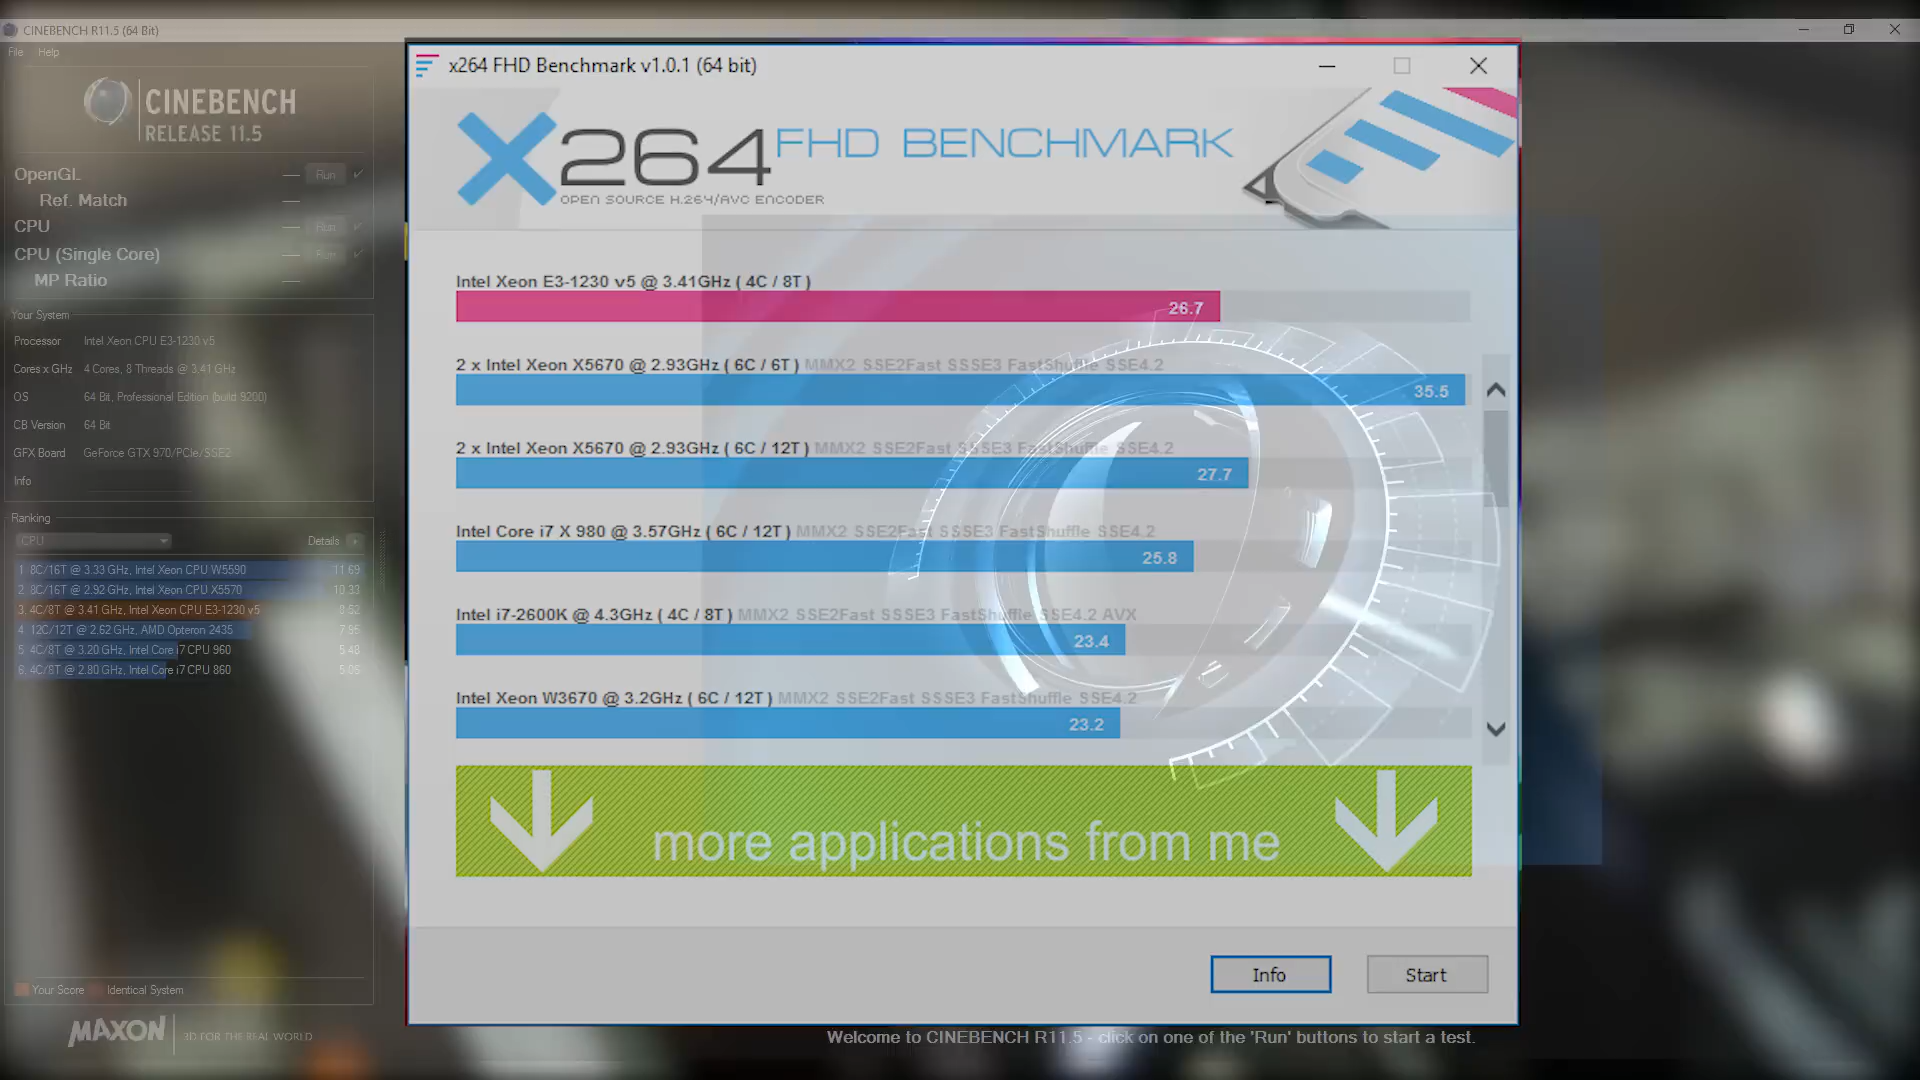 CINEBENCH R11.5 (64 Bit)
File Help
CINEBENCH
RELEASE 11.5
OpenGL Run
Ref. Match
CPU Run
CPU (Single Core) Run
MP Ratio
Your System
Processor Intel Xeon CPU E3-1230 v5
Cores x GHz 4 Cores, 8 Threads @ 3.41 GHz
OS 64 Bit, Professional Edition (build 9200)
CB Version 64 Bit
GFX Board GeForce GTX 970/PCIe/SSE2
Info
Ranking
CPU Details
1. 8C/16T @ 3.33 GHz, Intel Xeon CPU W5590 11.69
2. 8C/16T @ 2.92 GHz, Intel Xeon CPU X5570 10.33
3. 4C/8T @ 3.41 GHz, Intel Xeon CPU E3-1230 v5
4. 12C/12T @ 2.62 GHz, AMD Opteron 2435 7.95
5. 4C/8T @ 3.20 GHz, Intel Core i7 CPU 960 5.48
6. 4C/8T @ 2.80 GHz, Intel Core i7 CPU 860
Your Score Identical System
MAXON 3D FOR THE REAL WORLD
x264 FHD Benchmark v1.0.1 (64 bit)
X264 FHD BENCHMARK
OPEN SOURCE H.264/AVC ENCODER
Intel Xeon E3-1230 v5 @ 3.41GHz ( 4C / 8T )
26.7
2 x Intel Xeon X5670 @ 2.93GHz ( 6C / 6T ) MMX2 SSE2Fast SSSE3 FastShuffle SSE4.2
35.5
2 x Intel Xeon X5670 @ 2.93GHz ( 6C / 12T ) MMX2 SSE2Fast SSSE3 FastShuffle SSE4.2
27.7
Intel Core i7 X 980 @ 3.57GHz ( 6C / 12T ) MMX2 SSE2Fast SSSE3 FastShuffle SSE4.2
25.8
Intel i7-2600K @ 4.3GHz ( 4C / 8T ) MMX2 SSE2Fast SSSE3 FastShuffle SSE4.2 AVX
23.4
Intel Xeon W3670 @ 3.2GHz ( 6C / 12T ) MMX2 SSE2Fast SSSE3 FastShuffle SSE4.2
23.2
more applications from me
Info Start
Welcome to CINEBENCH R11.5 - click on one of the 'Run' buttons to start a test.